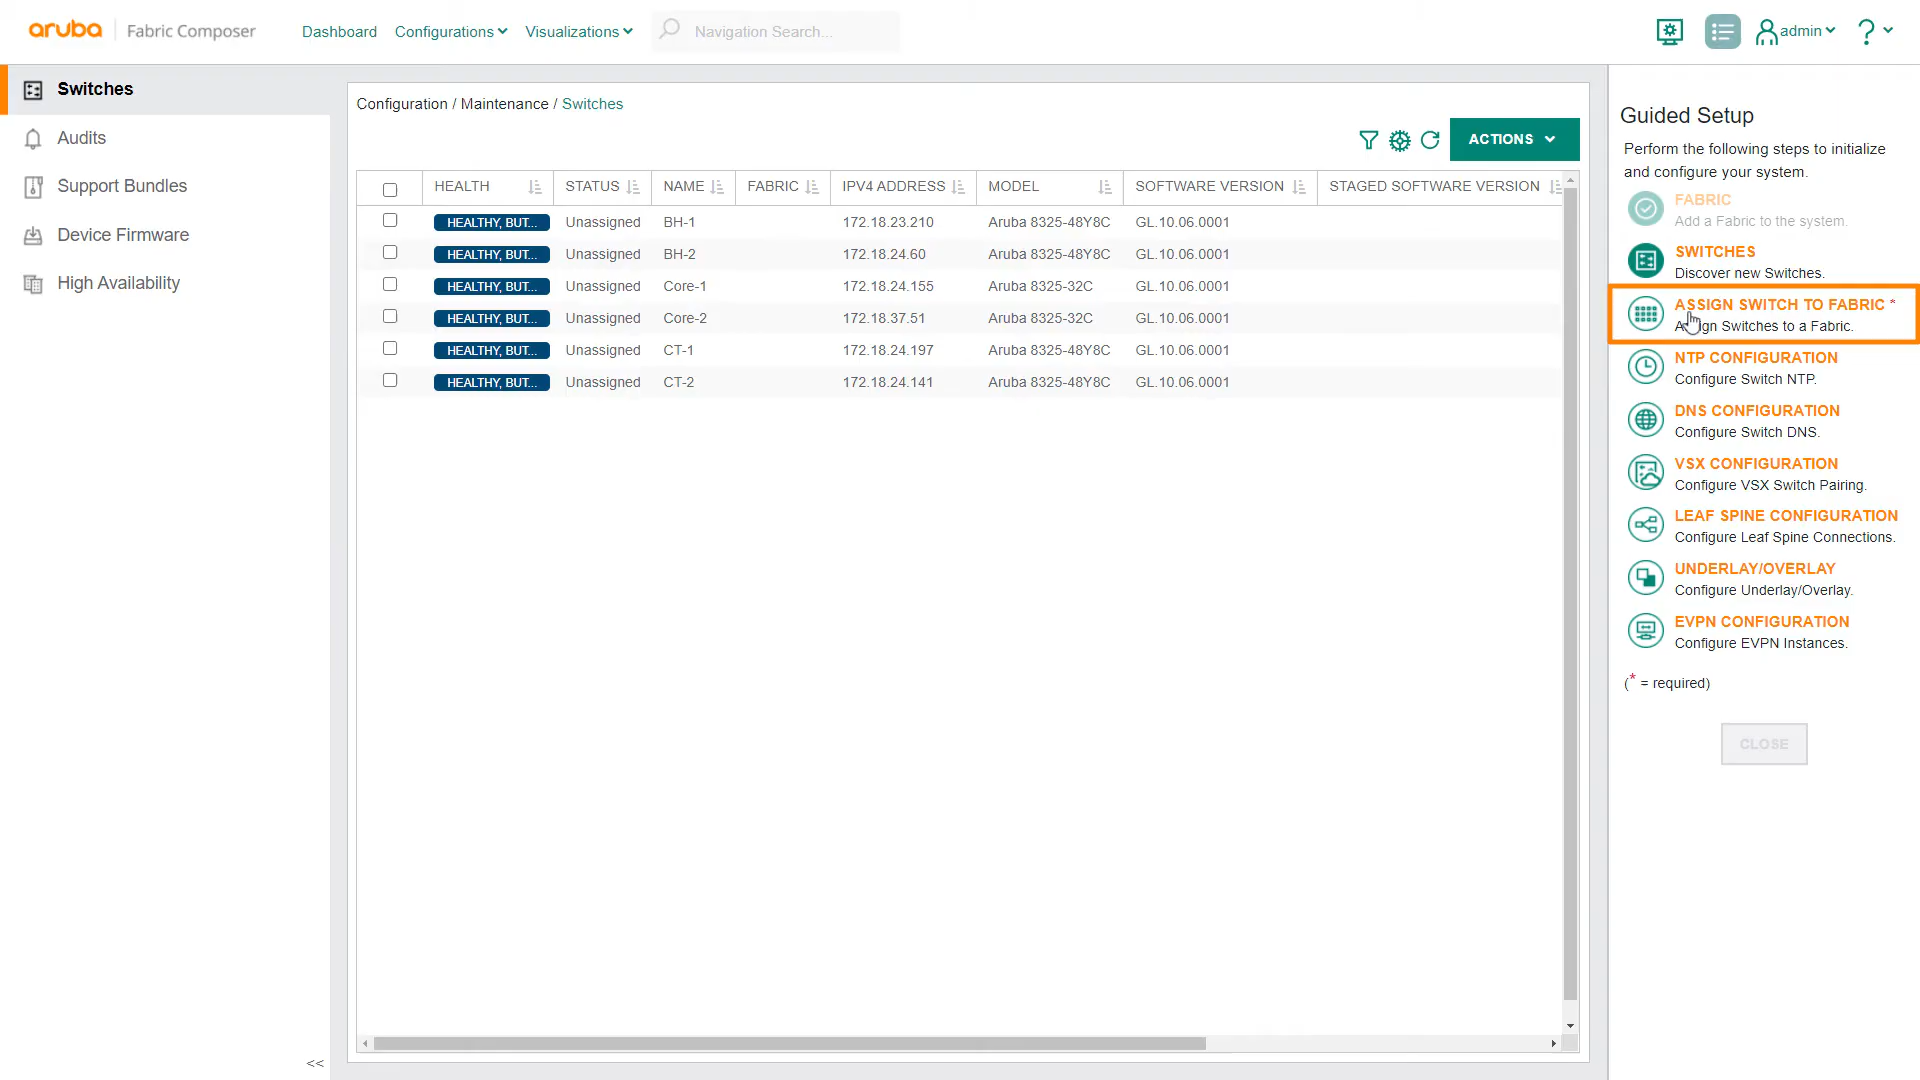 aruba Fabric Composer Dashboard Configurations Visualizations Navigation Search... admin ?
Switches
Audits
Support Bundles
Device Firmware
High Availability
<<
Configuration / Maintenance / Switches
ACTIONS
HEALTH STATUS NAME FABRIC IPV4 ADDRESS MODEL SOFTWARE VERSION STAGED SOFTWARE VERSION
HEALTHY, BUT... Unassigned BH-1 172.18.23.210 Aruba 8325-48Y8C GL.10.06.0001
HEALTHY, BUT... Unassigned BH-2 172.18.24.60 Aruba 8325-48Y8C GL.10.06.0001
HEALTHY, BUT... Unassigned Core-1 172.18.24.155 Aruba 8325-32C GL.10.06.0001
HEALTHY, BUT... Unassigned Core-2 172.18.37.51 Aruba 8325-32C GL.10.06.0001
HEALTHY, BUT... Unassigned CT-1 172.18.24.197 Aruba 8325-48Y8C GL.10.06.0001
HEALTHY, BUT... Unassigned CT-2 172.18.24.141 Aruba 8325-48Y8C GL.10.06.0001
Guided Setup
Perform the following steps to initialize
and configure your system.
FABRIC
Add a Fabric to the system.
SWITCHES
Discover new Switches.
ASSIGN SWITCH TO FABRIC *
Assign Switches to a Fabric.
NTP CONFIGURATION
Configure Switch NTP.
DNS CONFIGURATION
Configure Switch DNS.
VSX CONFIGURATION
Configure VSX Switch Pairing.
LEAF SPINE CONFIGURATION
Configure Leaf Spine Connections.
UNDERLAY/OVERLAY
Configure Underlay/Overlay.
EVPN CONFIGURATION
Configure EVPN Instances.
(* = required)
CLOSE